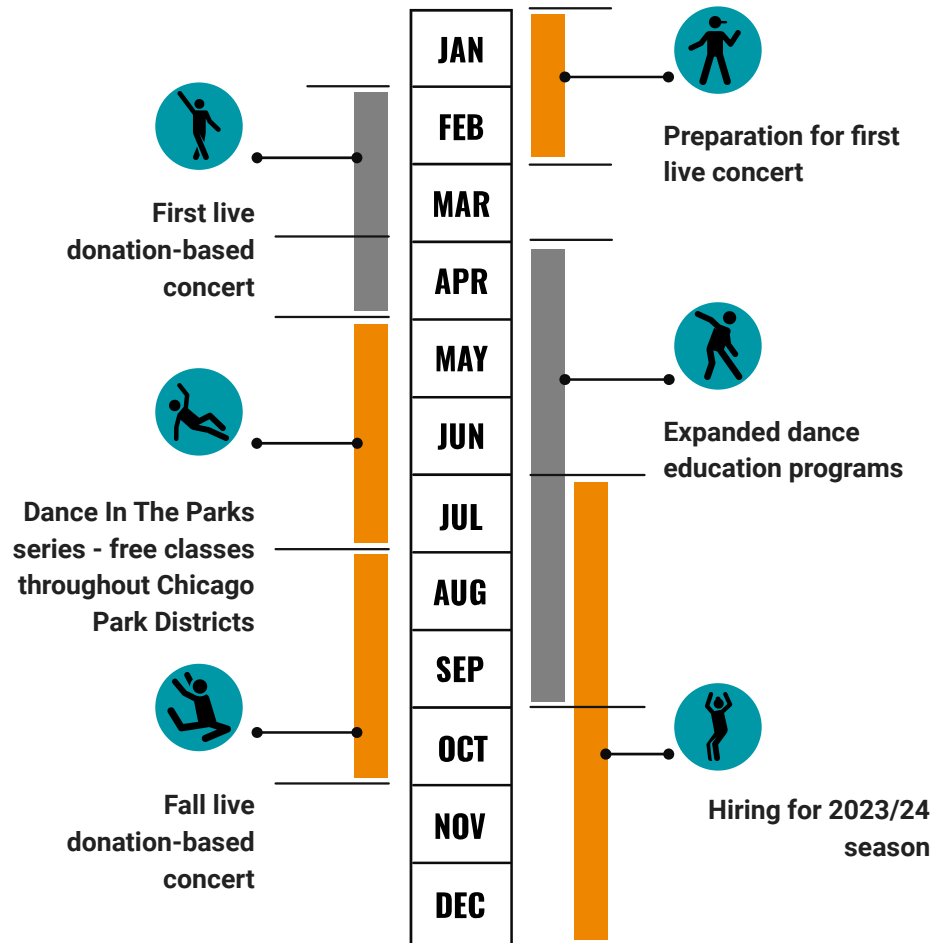 JAN
FEB
MAR
APR
MAY
JUN
JUL
AUG
SEP
OCT
NOV
DEC
First live
donation-based
concert
Dance In The Parks
series - free classes
throughout Chicago
Park Districts
Fall live
donation-based
concert
Preparation for first
live concert
Expanded dance
education programs
Hiring for 2023/24
season